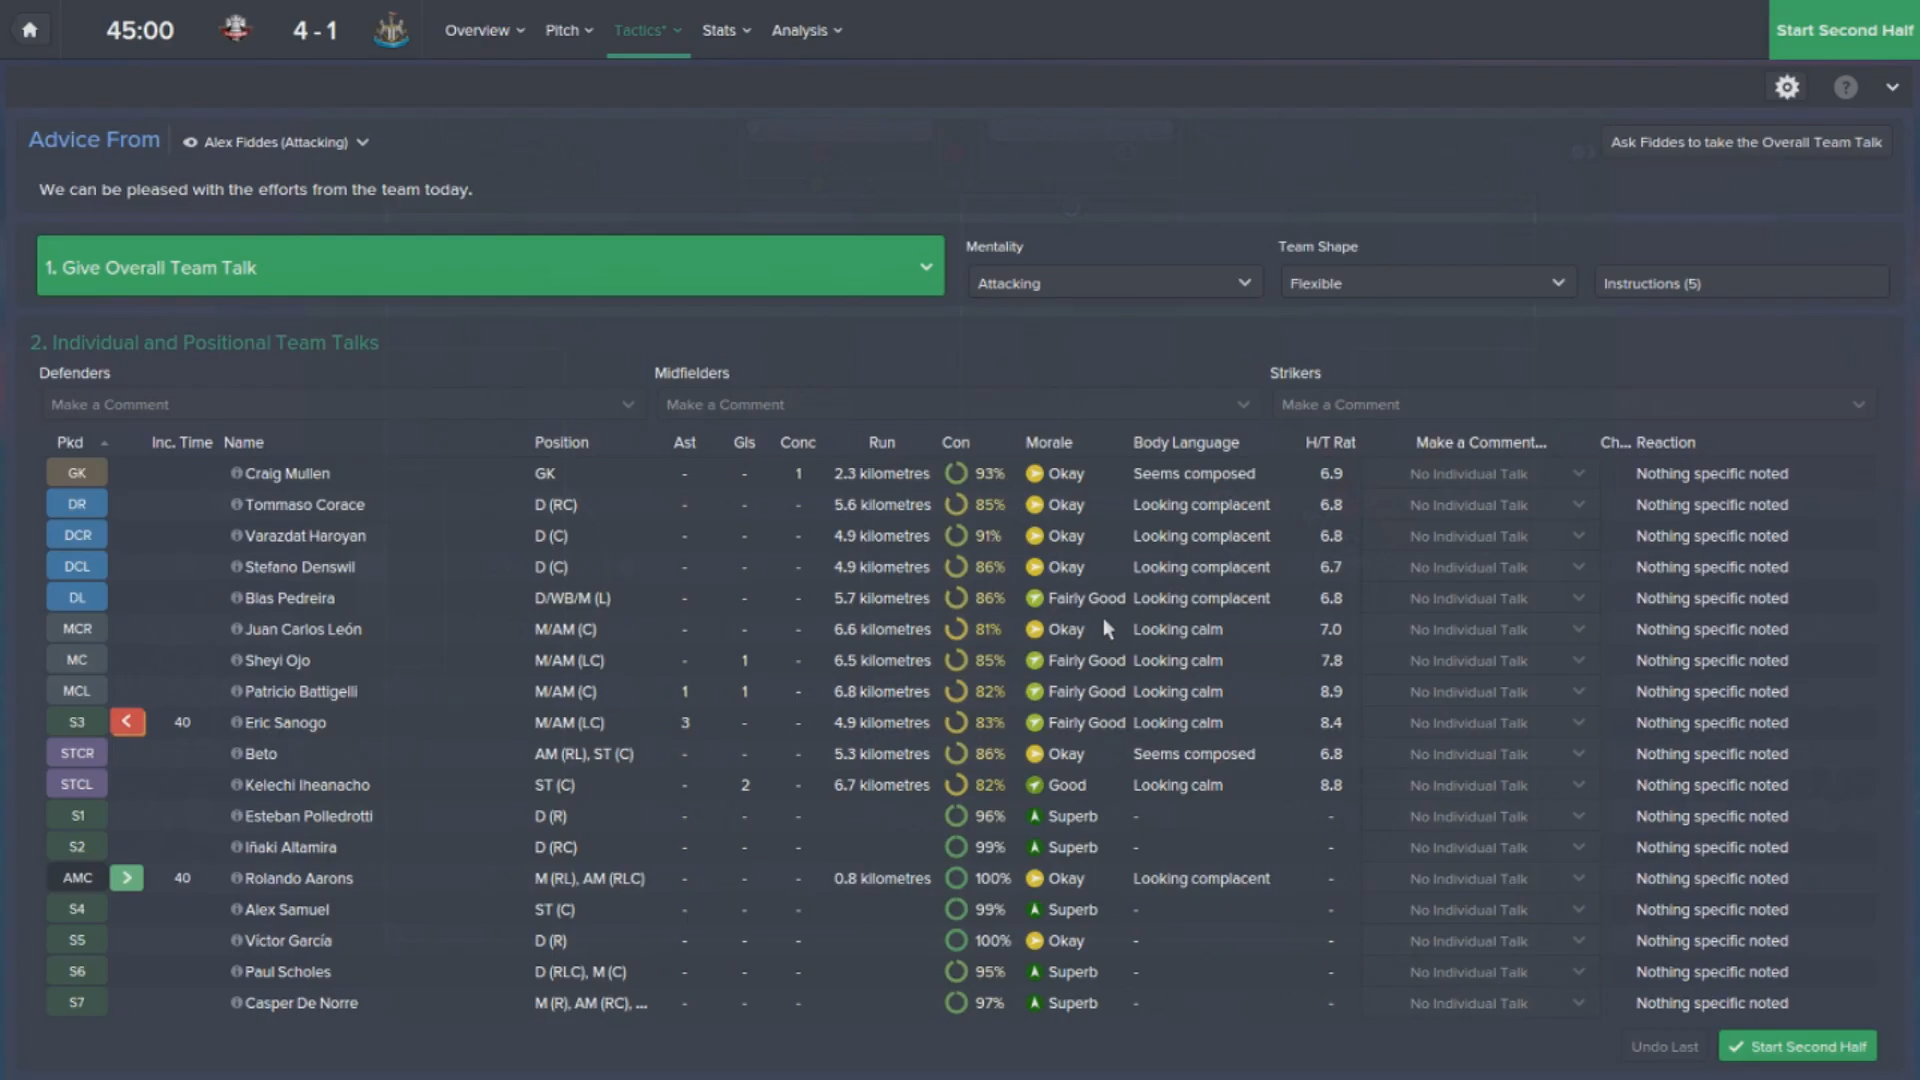 45:00 4 - 1 Overview Pitch Tactics* Stats Analysis Start Second Half
?
Advice From Alex Fiddes (Attacking) Ask Fiddes to take the Overall Team Talk
We can be pleased with the efforts from the team today.
Mentality Team Shape
1. Give Overall Team Talk Attacking Flexible Instructions (5)
2. Individual and Positional Team Talks
Defenders Midfielders Strikers
Make a Comment Make a Comment Make a Comment
Pkd Inc. Time Name Position Ast Gls Conc Run Con Morale Body Language H/T Rat Make a Comment... Ch... Reaction
GK Craig Mullen GK - - 1 2.3 kilometres 93% Okay Seems composed 6.9 No Individual Talk Nothing specific noted
DR Tommaso Corace D (RC) - - - 5.6 kilometres 85% Okay Looking complacent 6.8 No Individual Talk Nothing specific noted
DCR Varazdat Haroyan D (C) - - - 4.9 kilometres 91% Okay Looking complacent 6.8 No Individual Talk Nothing specific noted
DCL Stefano Denswil D (C) - - - 4.9 kilometres 86% Okay Looking complacent 6.7 No Individual Talk Nothing specific noted
DL Blas Pedreira D/WB/M (L) - - - 5.7 kilometres 86% Fairly Good Looking complacent 6.8 No Individual Talk Nothing specific noted
MCR Juan Carlos León M/AM (C) - - - 6.6 kilometres 81% Okay Looking calm 7.0 No Individual Talk Nothing specific noted
MC Sheyi Ojo M/AM (LC) - 1 - 6.5 kilometres 85% Fairly Good Looking calm 7.8 No Individual Talk Nothing specific noted
MCL Patricio Battigelli M/AM (C) 1 1 - 6.8 kilometres 82% Fairly Good Looking calm 8.9 No Individual Talk Nothing specific noted
S3 < 40 Eric Sanogo M/AM (LC) 3 - - 4.9 kilometres 83% Fairly Good Looking calm 8.4 No Individual Talk Nothing specific noted
STCR Beto AM (RL), ST (C) - - - 5.3 kilometres 86% Okay Seems composed 6.8 No Individual Talk Nothing specific noted
STCL Kelechi Iheanacho ST (C) - 2 - 6.7 kilometres 82% Good Looking calm 8.8 No Individual Talk Nothing specific noted
S1 Esteban Polledrotti D (R) - - - 96% Superb - - No Individual Talk Nothing specific noted
S2 Iñaki Altamira D (RC) - - - 99% Superb - - No Individual Talk Nothing specific noted
AMC > 40 Rolando Aarons M (RL), AM (RLC) - - - 0.8 kilometres 100% Okay Looking complacent - No Individual Talk Nothing specific noted
S4 Alex Samuel ST (C) - - - 99% Superb - - No Individual Talk Nothing specific noted
S5 Víctor García D (R) - - - 100% Okay - - No Individual Talk Nothing specific noted
S6 Paul Scholes D (RLC), M (C) - - - 95% Superb - - No Individual Talk Nothing specific noted
S7 Casper De Norre M (R), AM (RC), ... - - - 97% Superb - - No Individual Talk Nothing specific noted
Undo Last Start Second Half